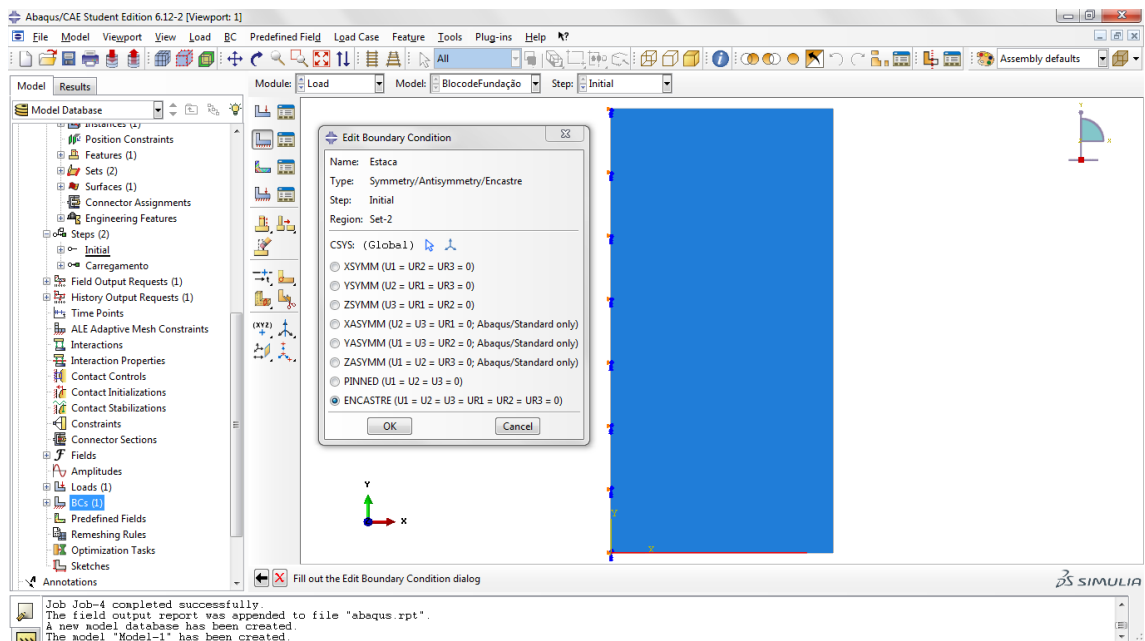 Abaqus/CAE Student Edition 6.12-2 [Viewport: 1]
File Model Viewport View Load BC Predefined Field Load Case Feature Tools Plug-ins Help
All
Assembly defaults
Model Results
Module: Load Model: BlocodeFundação Step: Initial
Model Database
Instances (1)
Position Constraints
Features (1)
Sets (2)
Surfaces (1)
Connector Assignments
Engineering Features
Steps (2)
Initial
Carregamento
Field Output Requests (1)
History Output Requests (1)
Time Points
ALE Adaptive Mesh Constraints
Interactions
Interaction Properties
Contact Controls
Contact Initializations
Contact Stabilizations
Constraints
Connector Sections
Fields
Amplitudes
Loads (1)
BCs (1)
Predefined Fields
Remeshing Rules
Optimization Tasks
Sketches
Annotations
(XYZ)
Edit Boundary Condition
Name: Estaca
Type: Symmetry/Antisymmetry/Encastre
Step: Initial
Region: Set-2
CSYS: (Global)
XSYMM (U1 = UR2 = UR3 = 0)
YSYMM (U2 = UR1 = UR3 = 0)
ZSYMM (U3 = UR1 = UR2 = 0)
XASYMM (U2 = U3 = UR1 = 0; Abaqus/Standard only)
YASYMM (U1 = U3 = UR2 = 0; Abaqus/Standard only)
ZASYMM (U1 = U2 = UR3 = 0; Abaqus/Standard only)
PINNED (U1 = U2 = U3 = 0)
ENCASTRE (U1 = U2 = U3 = UR1 = UR2 = UR3 = 0)
OK Cancel
Y
X
Y
X
Y
X
Fill out the Edit Boundary Condition dialog
SIMULIA
Job Job-4 completed successfully.
The field output report was appended to file "abaqus.rpt".
A new model database has been created.
The model "Model-1" has been created.